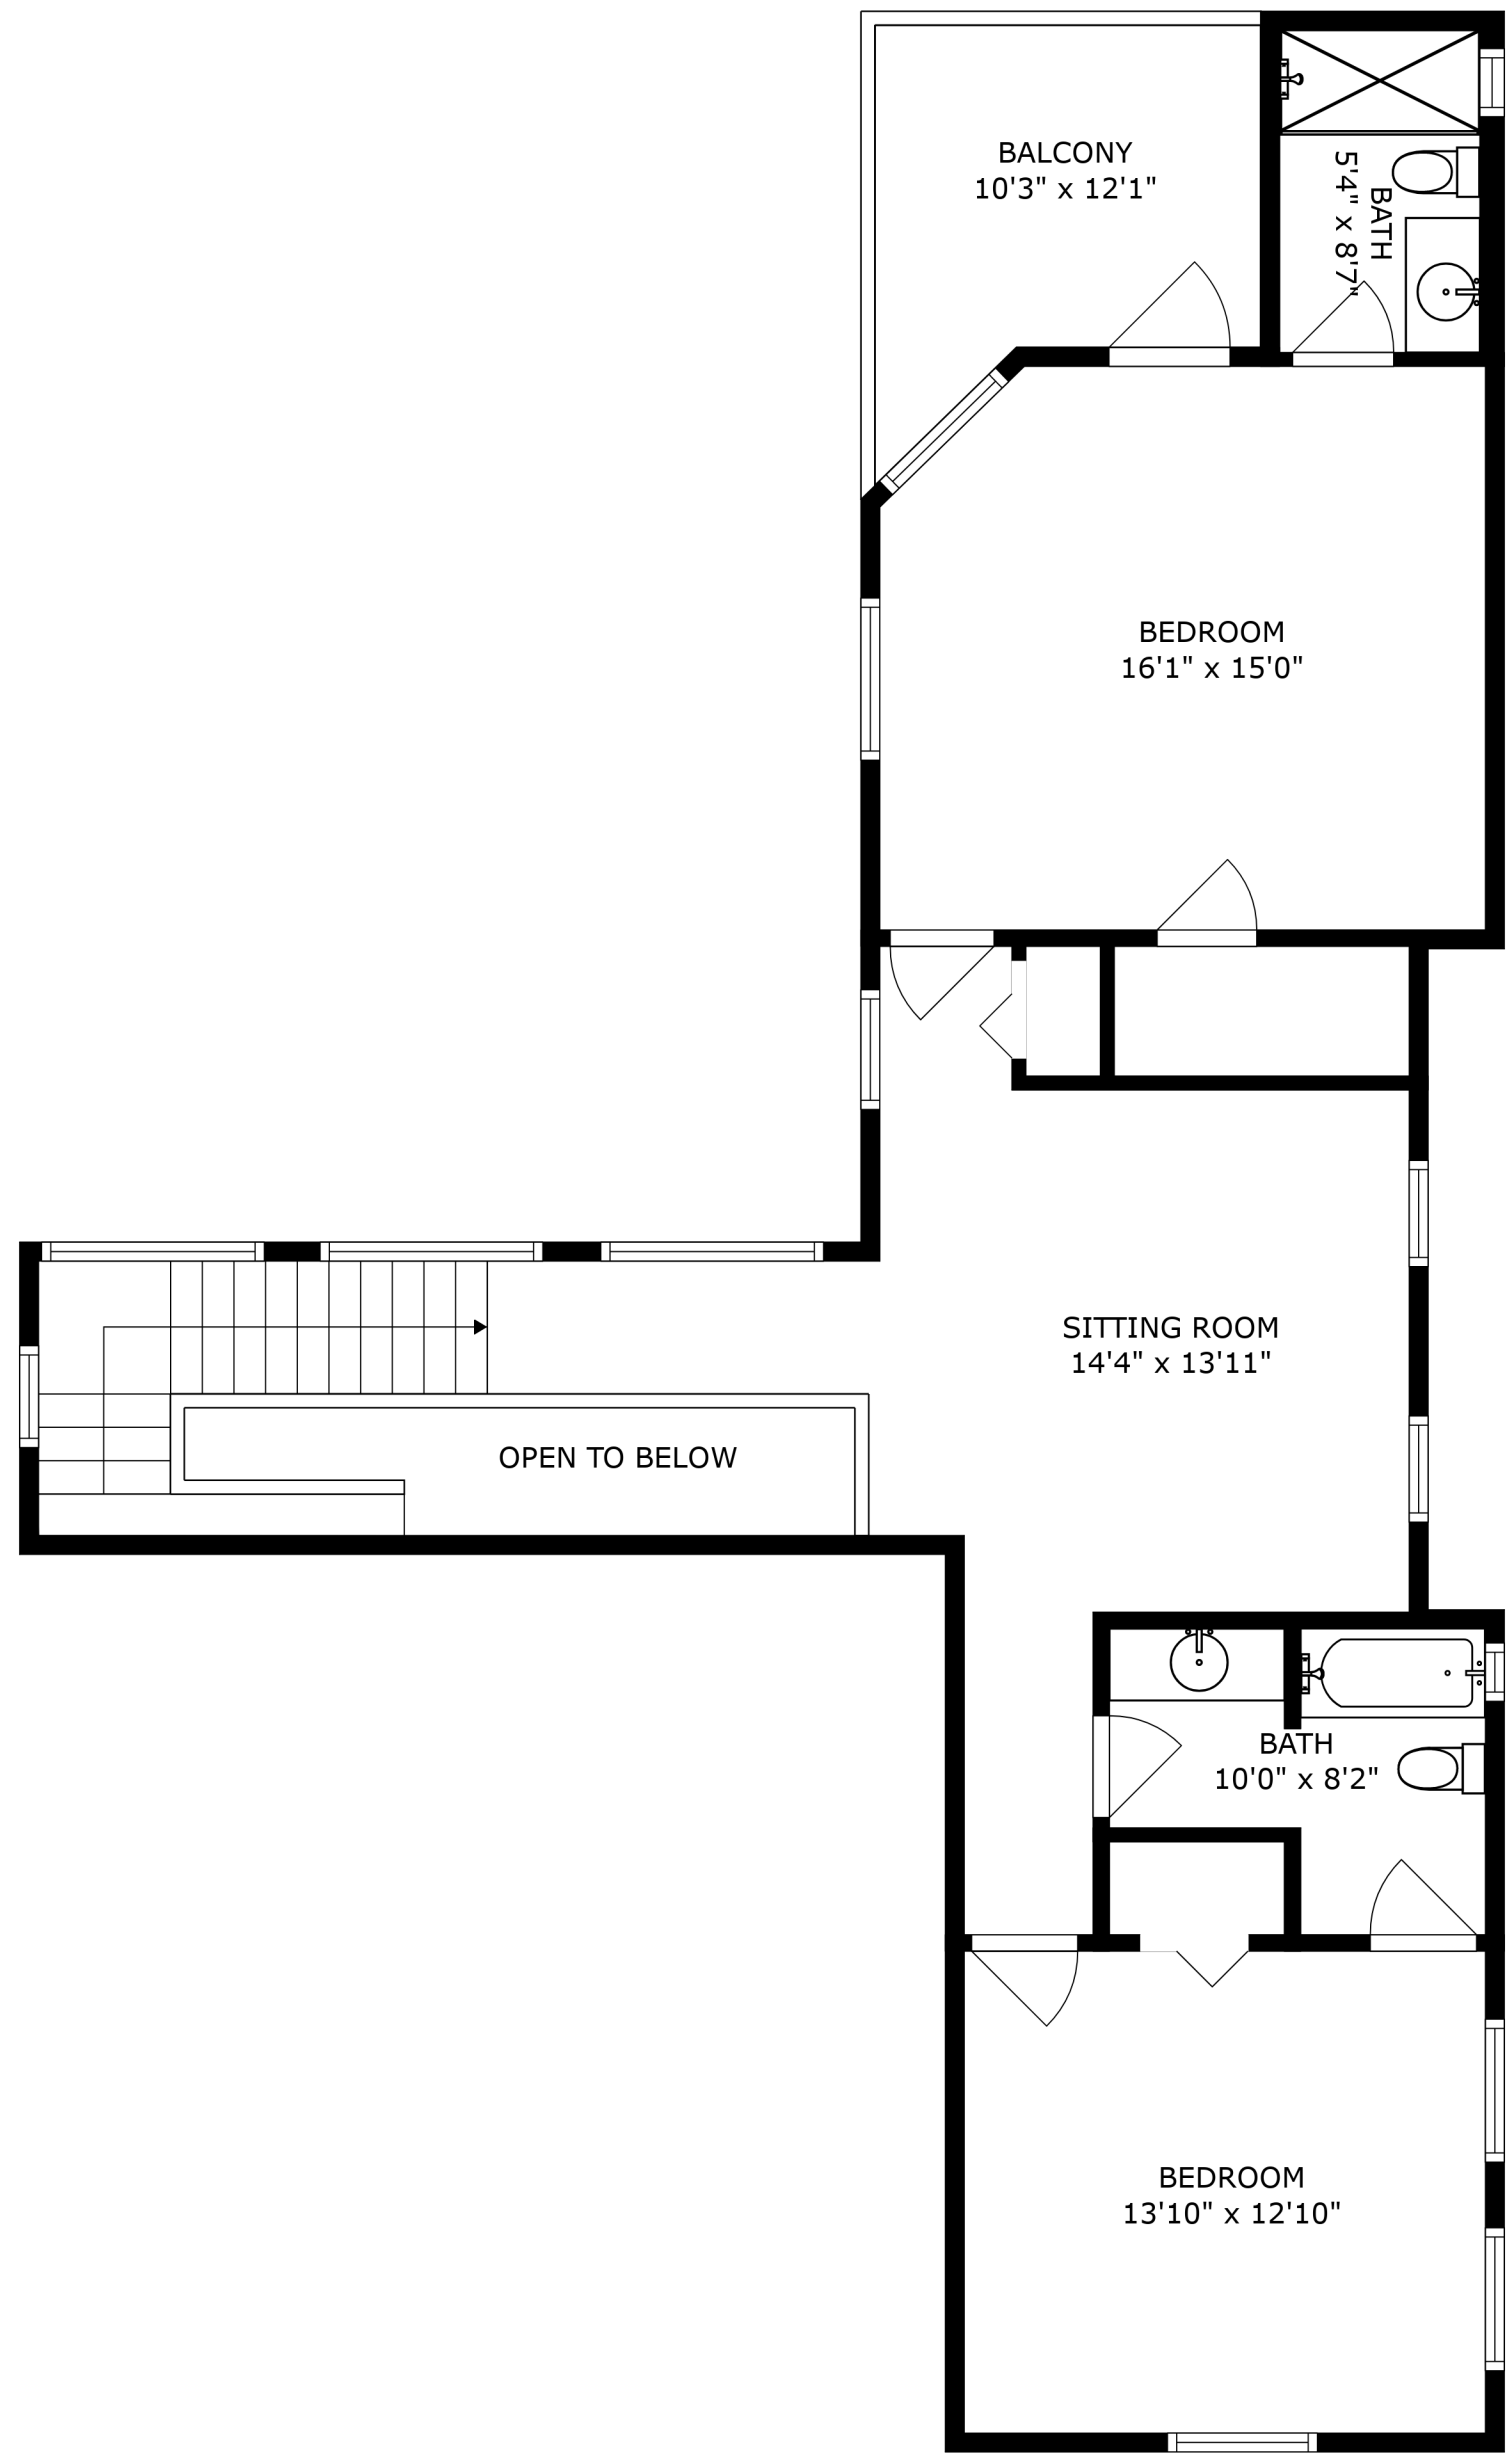 BALCONY
10'3" x 12'1"
BATH
5'4" x 8'7"
BEDROOM
16'1" x 15'0"
SITTING ROOM
14'4" x 13'11"
OPEN TO BELOW
BATH
10'0" x 8'2"
BEDROOM
13'10" x 12'10"